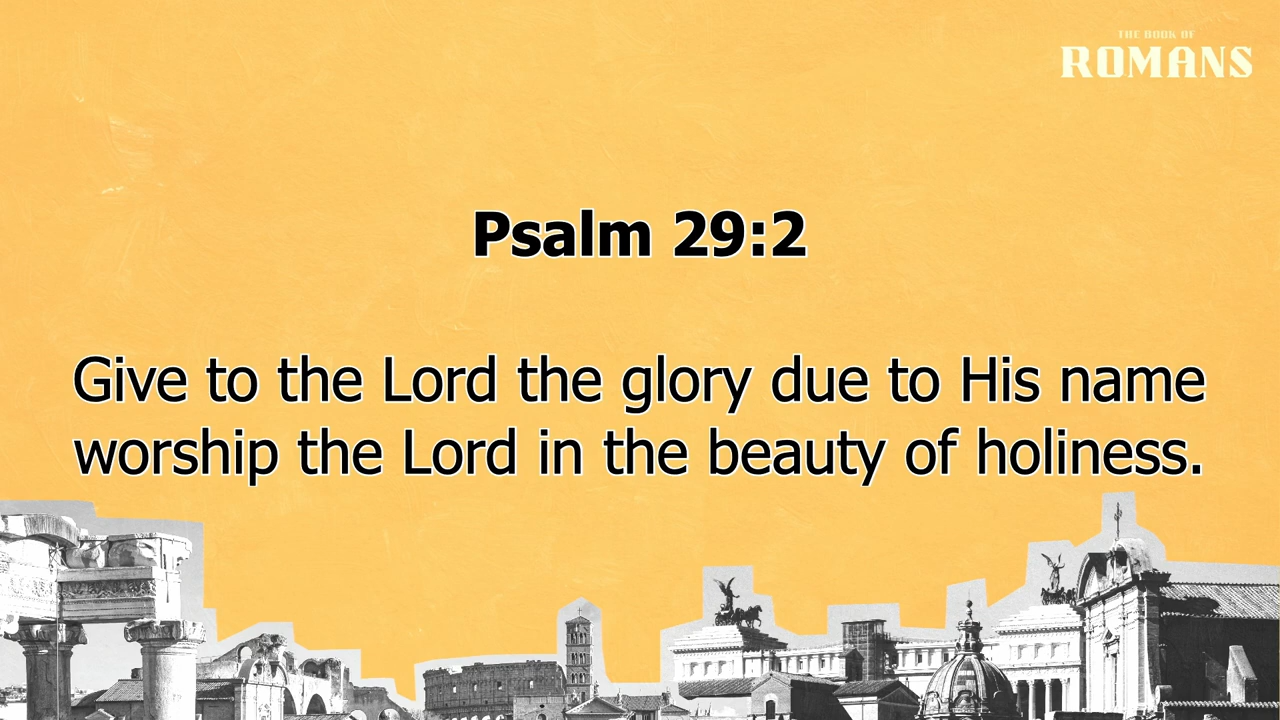 THE BOOK OF
ROMANS
Psalm 29:2
Give to the Lord the glory due to His name
worship the Lord in the beauty of holiness.